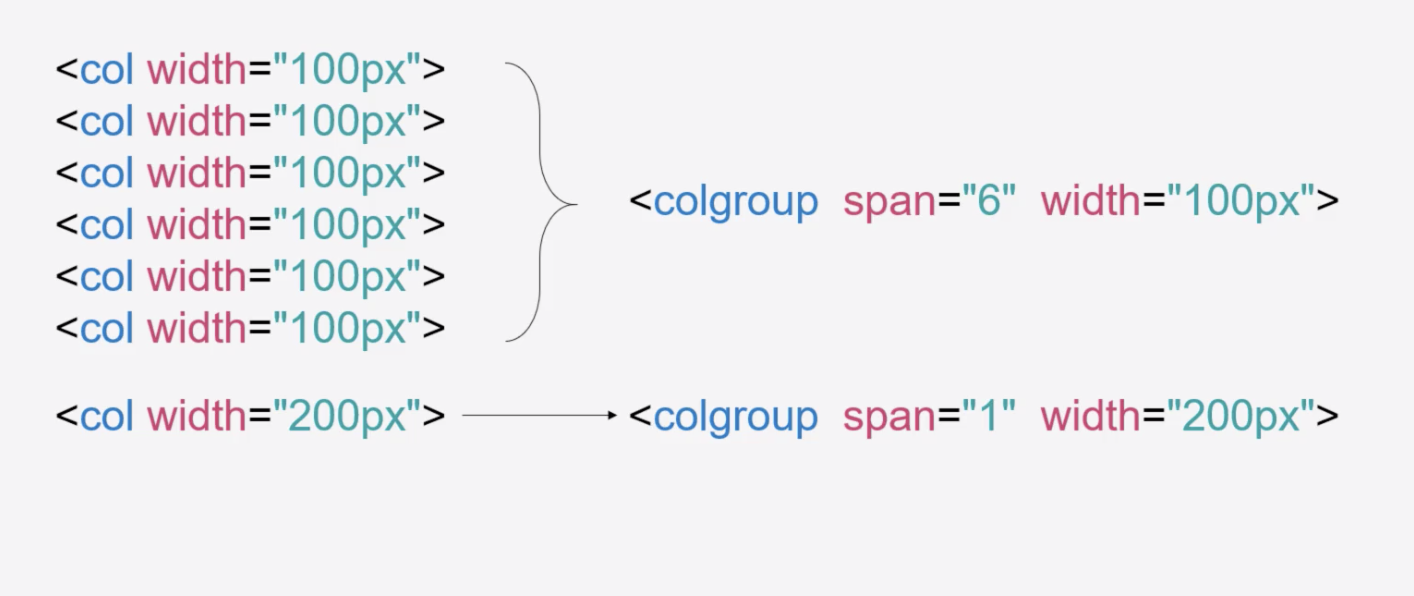 <col width="100px">
<col width="100px">
<col width="100px">
<col width="100px">
<col width="100px">
<col width="100px">
<colgroup span="6" width="100px">
<col width="200px">
<colgroup span="1" width="200px">